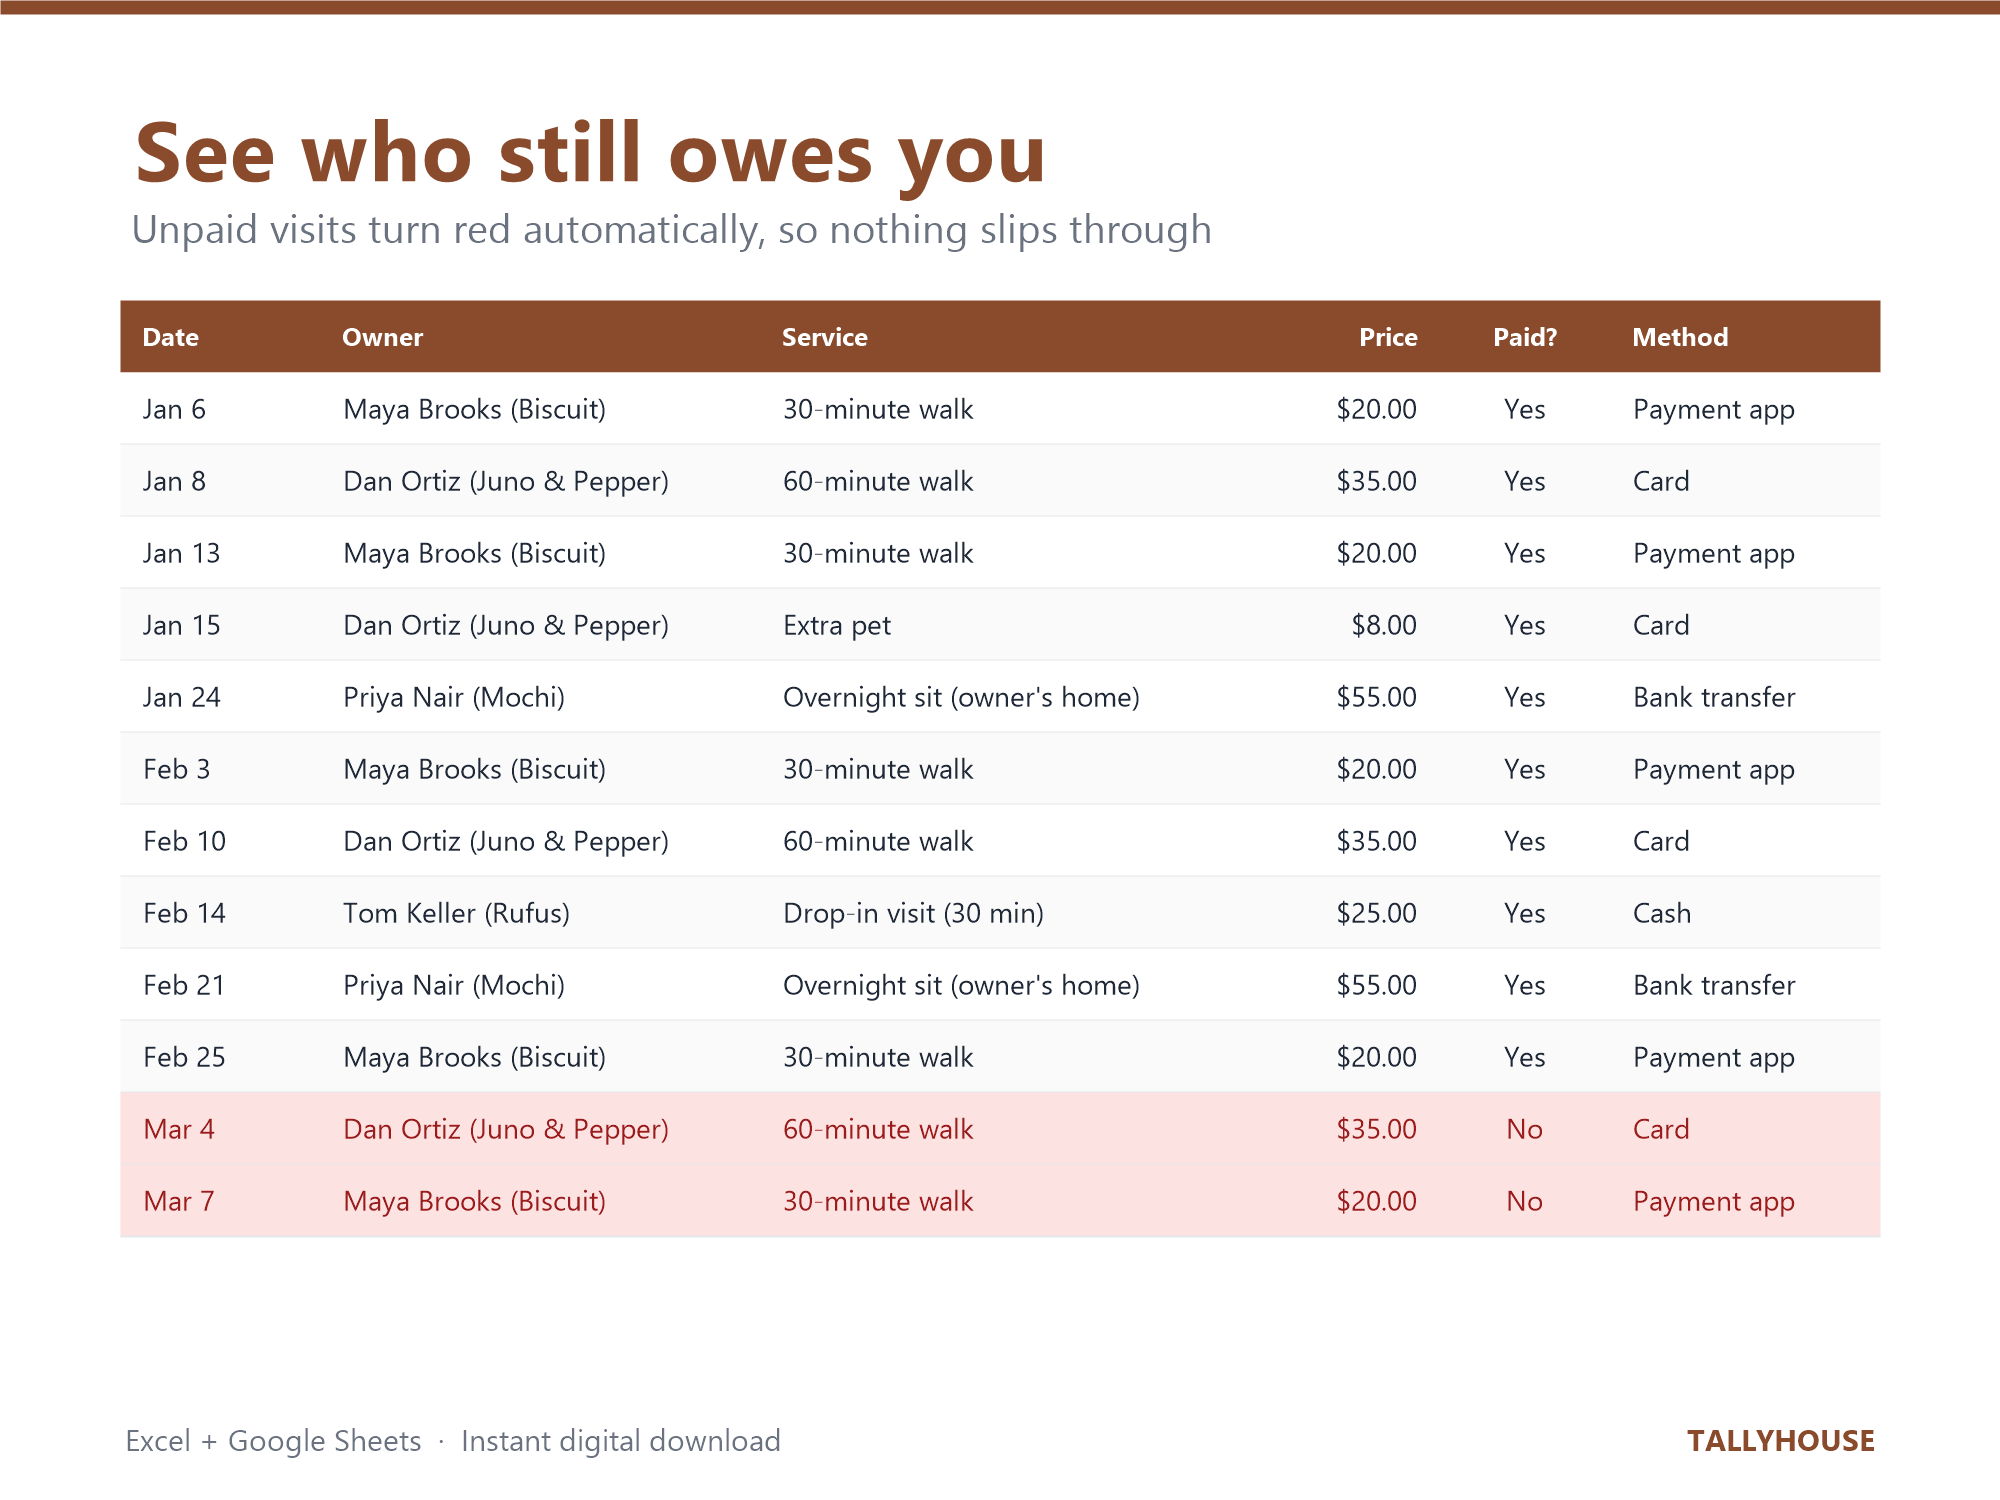 See who still owes you
Unpaid visits turn red automatically, so nothing slips through
Date Owner Service Price Paid? Method
Jan 6 Maya Brooks (Biscuit) 30-minute walk $20.00 Yes Payment app
Jan 8 Dan Ortiz (Juno & Pepper) 60-minute walk $35.00 Yes Card
Jan 13 Maya Brooks (Biscuit) 30-minute walk $20.00 Yes Payment app
Jan 15 Dan Ortiz (Juno & Pepper) Extra pet $8.00 Yes Card
Jan 24 Priya Nair (Mochi) Overnight sit (owner's home) $55.00 Yes Bank transfer
Feb 3 Maya Brooks (Biscuit) 30-minute walk $20.00 Yes Payment app
Feb 10 Dan Ortiz (Juno & Pepper) 60-minute walk $35.00 Yes Card
Feb 14 Tom Keller (Rufus) Drop-in visit (30 min) $25.00 Yes Cash
Feb 21 Priya Nair (Mochi) Overnight sit (owner's home) $55.00 Yes Bank transfer
Feb 25 Maya Brooks (Biscuit) 30-minute walk $20.00 Yes Payment app
Mar 4 Dan Ortiz (Juno & Pepper) 60-minute walk $35.00 No Card
Mar 7 Maya Brooks (Biscuit) 30-minute walk $20.00 No Payment app
Excel + Google Sheets · Instant digital download TALLYHOUSE